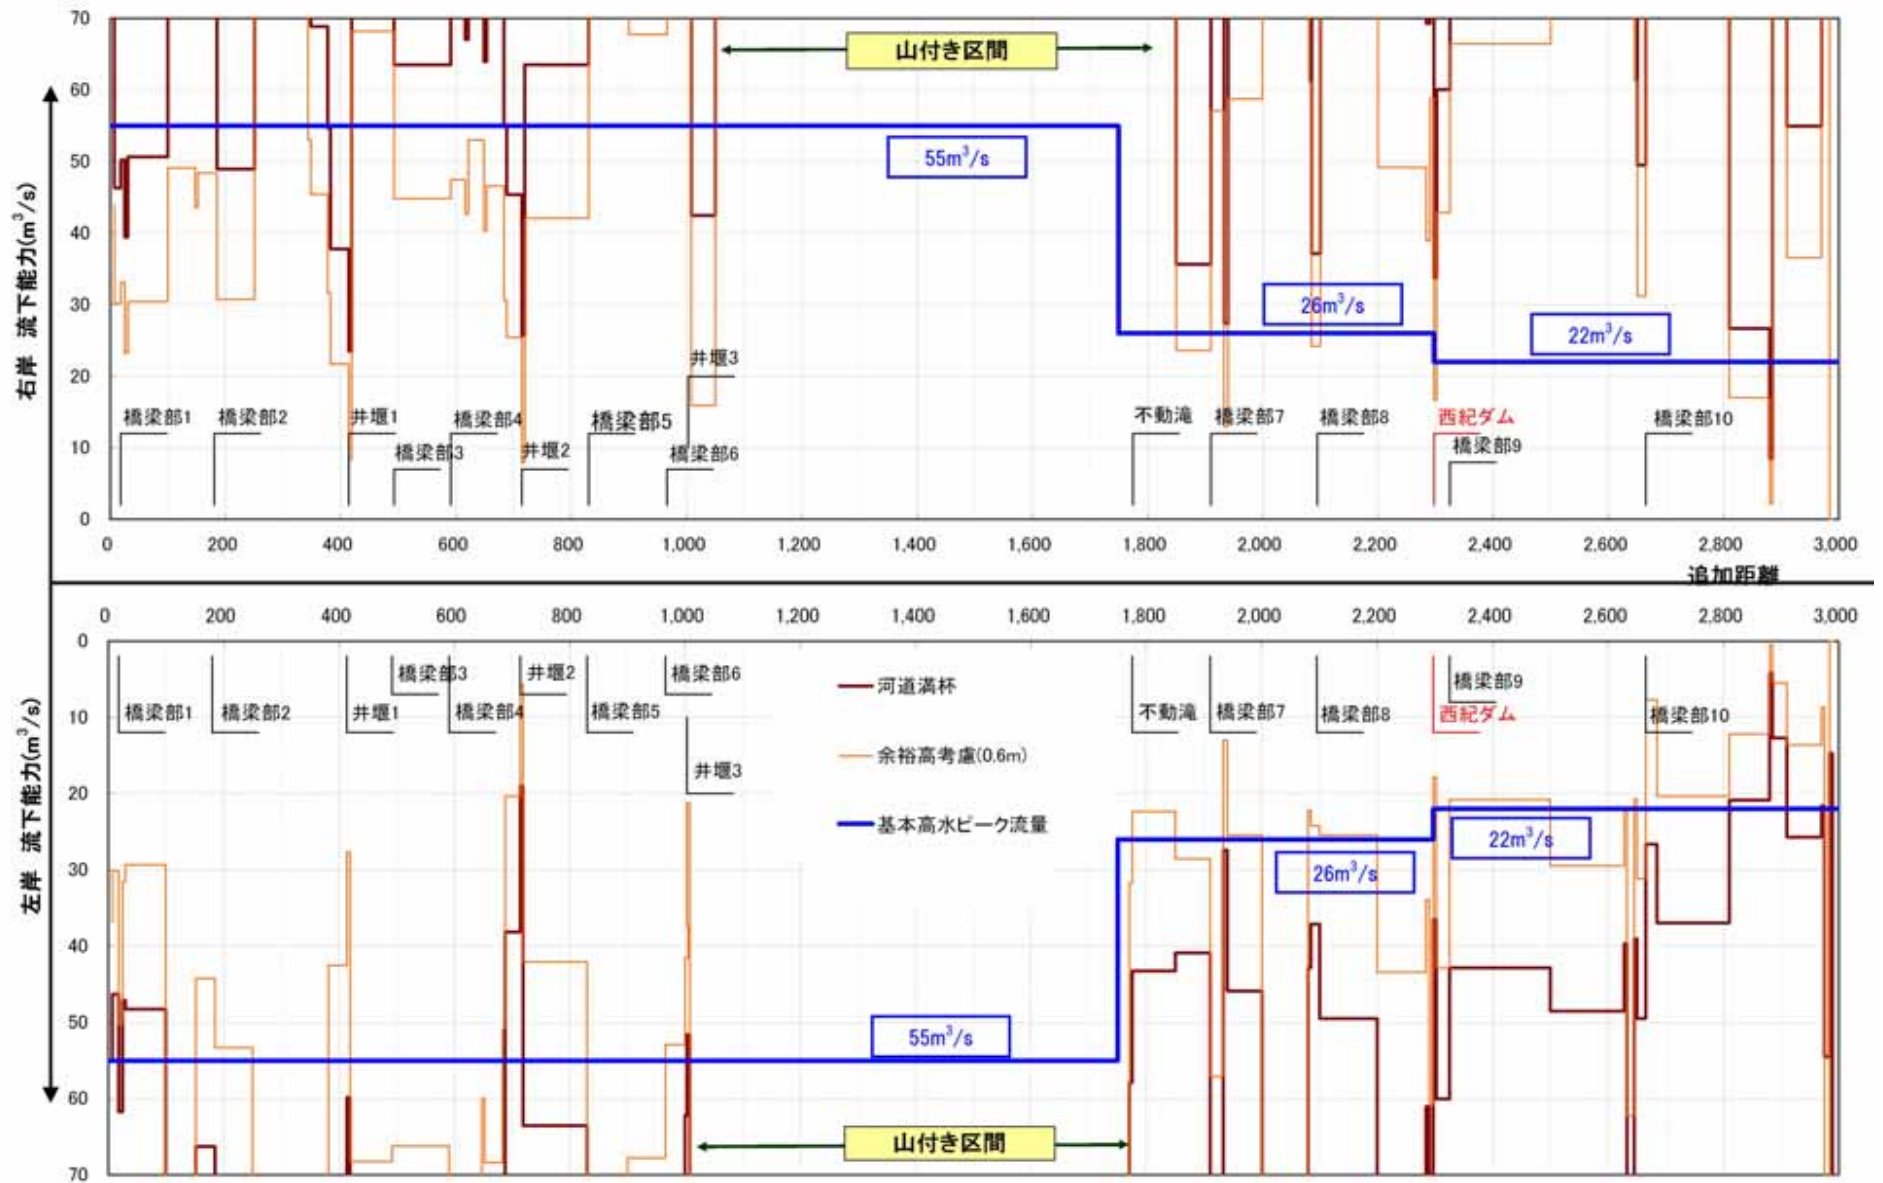 70
60
50
40
30
20
10
0
右岸 流下能力(m³/s)
山付き区間
55m³/s
26m³/s
22m³/s
井堰3
橋梁部1
橋梁部2
井堰1
橋梁部4
橋梁部5
不動滝
橋梁部7
橋梁部8
西紀ダム
橋梁部10
橋梁部3
井堰2
橋梁部6
橋梁部9
0 200 400 600 800 1,000 1,200 1,400 1,600 1,800 2,000 2,200 2,400 2,600 2,800 3,000
追加距離
0 200 400 600 800 1,000 1,200 1,400 1,600 1,800 2,000 2,200 2,400 2,600 2,800 3,000
0
10
20
30
40
50
60
70
左岸 流下能力(m³/s)
橋梁部3
井堰2
橋梁部6
橋梁部9
橋梁部1
橋梁部2
井堰1
橋梁部4
橋梁部5
不動滝
橋梁部7
橋梁部8
西紀ダム
橋梁部10
井堰3
河道満杯
余裕高考慮(0.6m)
基本高水ピーク流量
22m³/s
26m³/s
55m³/s
山付き区間